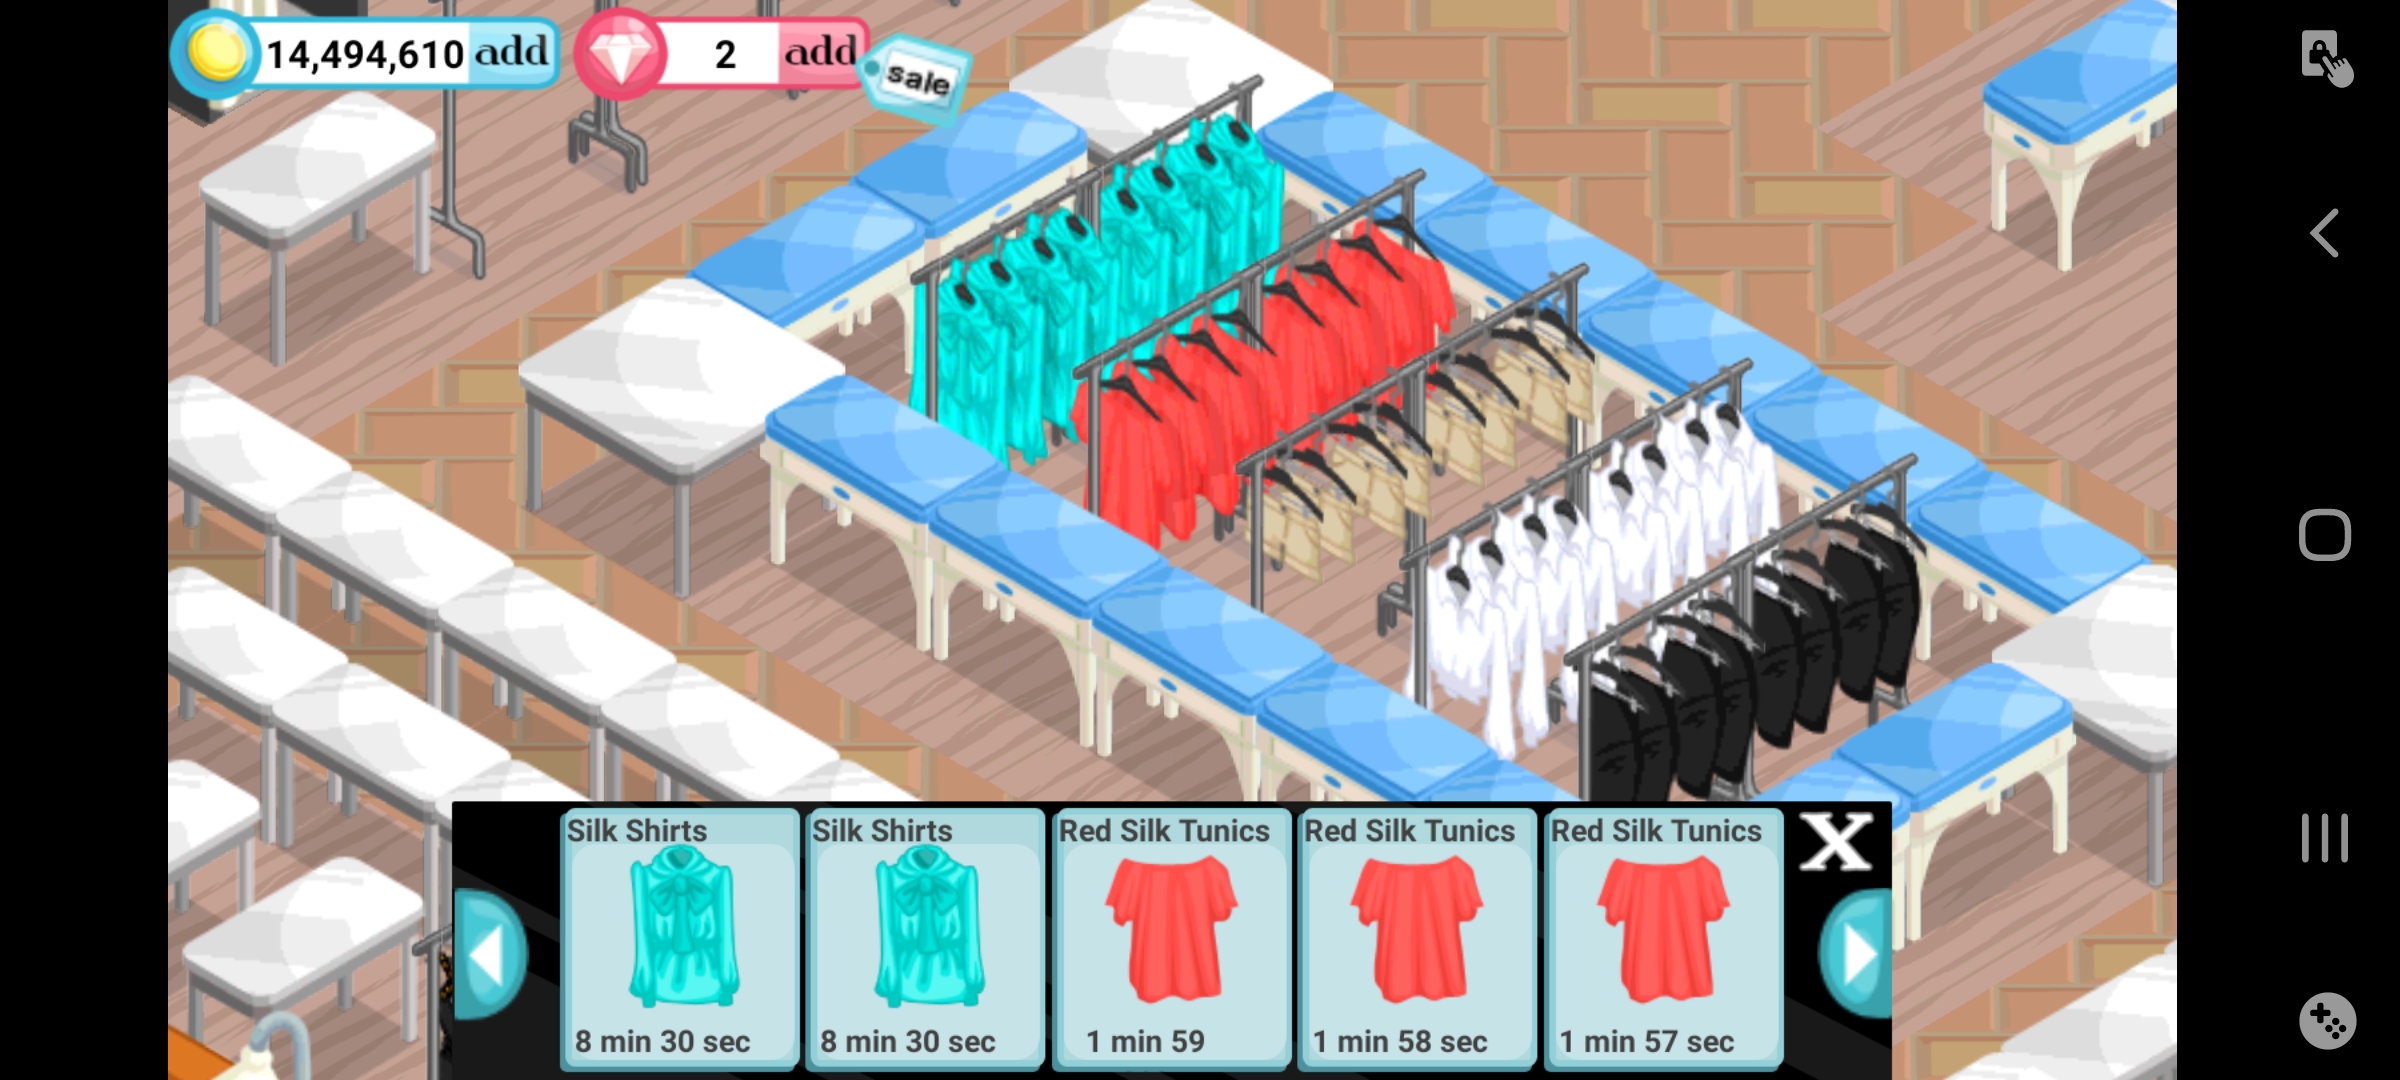 14,494,610 add
2 add
sale
Silk Shirts
8 min 30 sec
Silk Shirts
8 min 30 sec
Red Silk Tunics
1 min 59
Red Silk Tunics
1 min 58 sec
Red Silk Tunics
1 min 57 sec
X